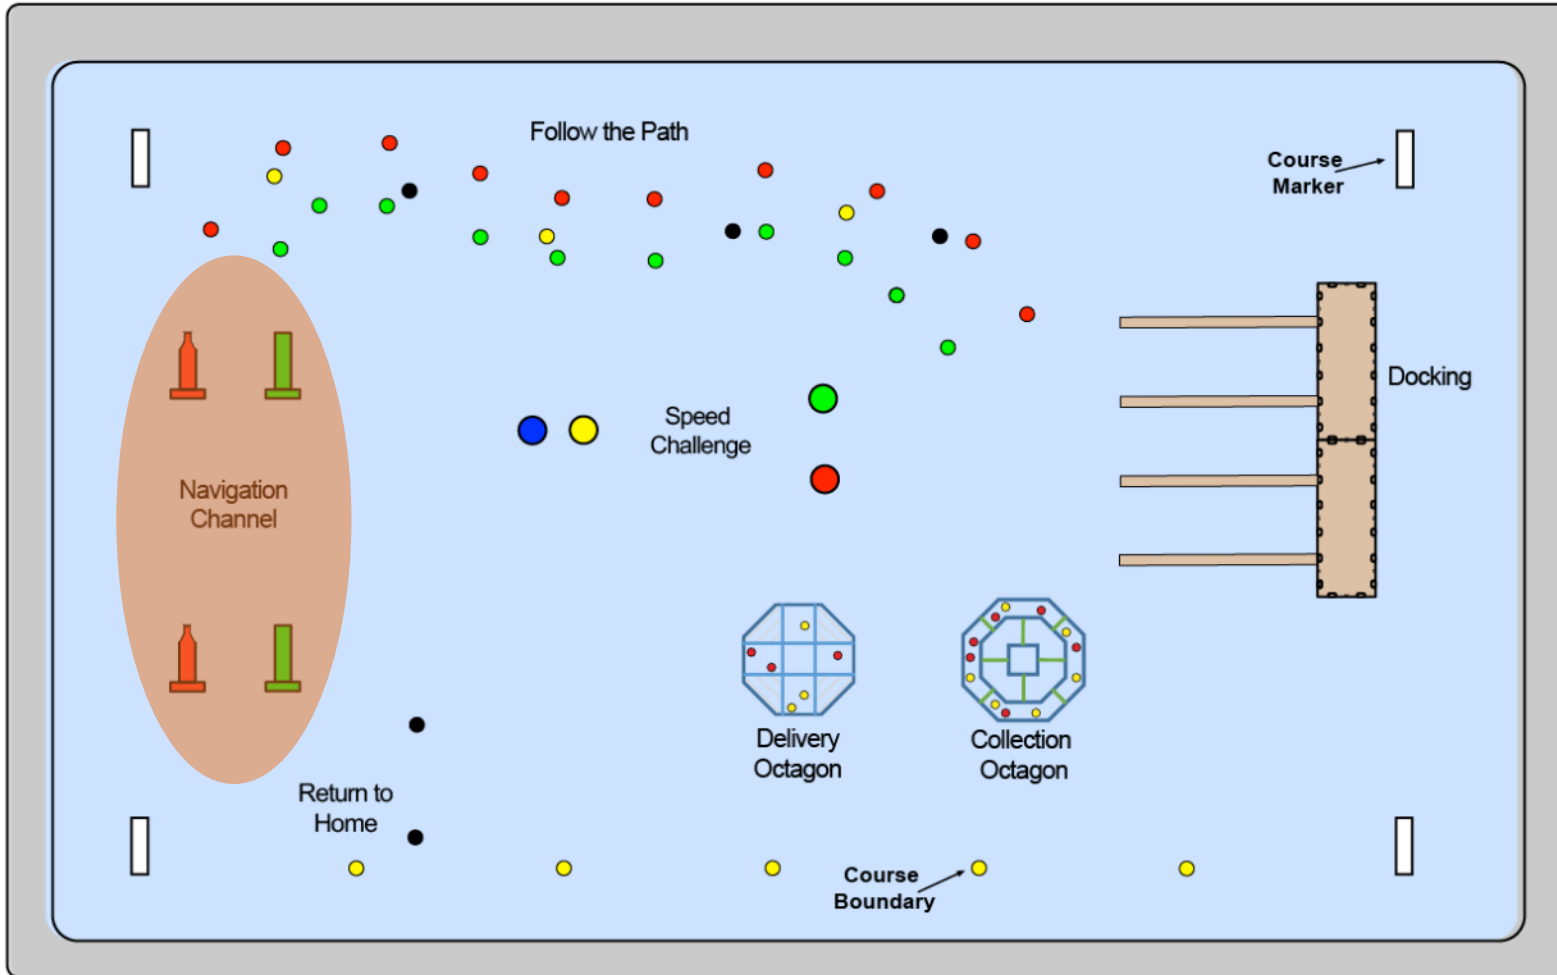 Follow the Path
Course
Marker
Docking
Speed
Challenge
Navigation
Channel
Delivery
Octagon
Collection
Octagon
Return to
Home
Course
Boundary